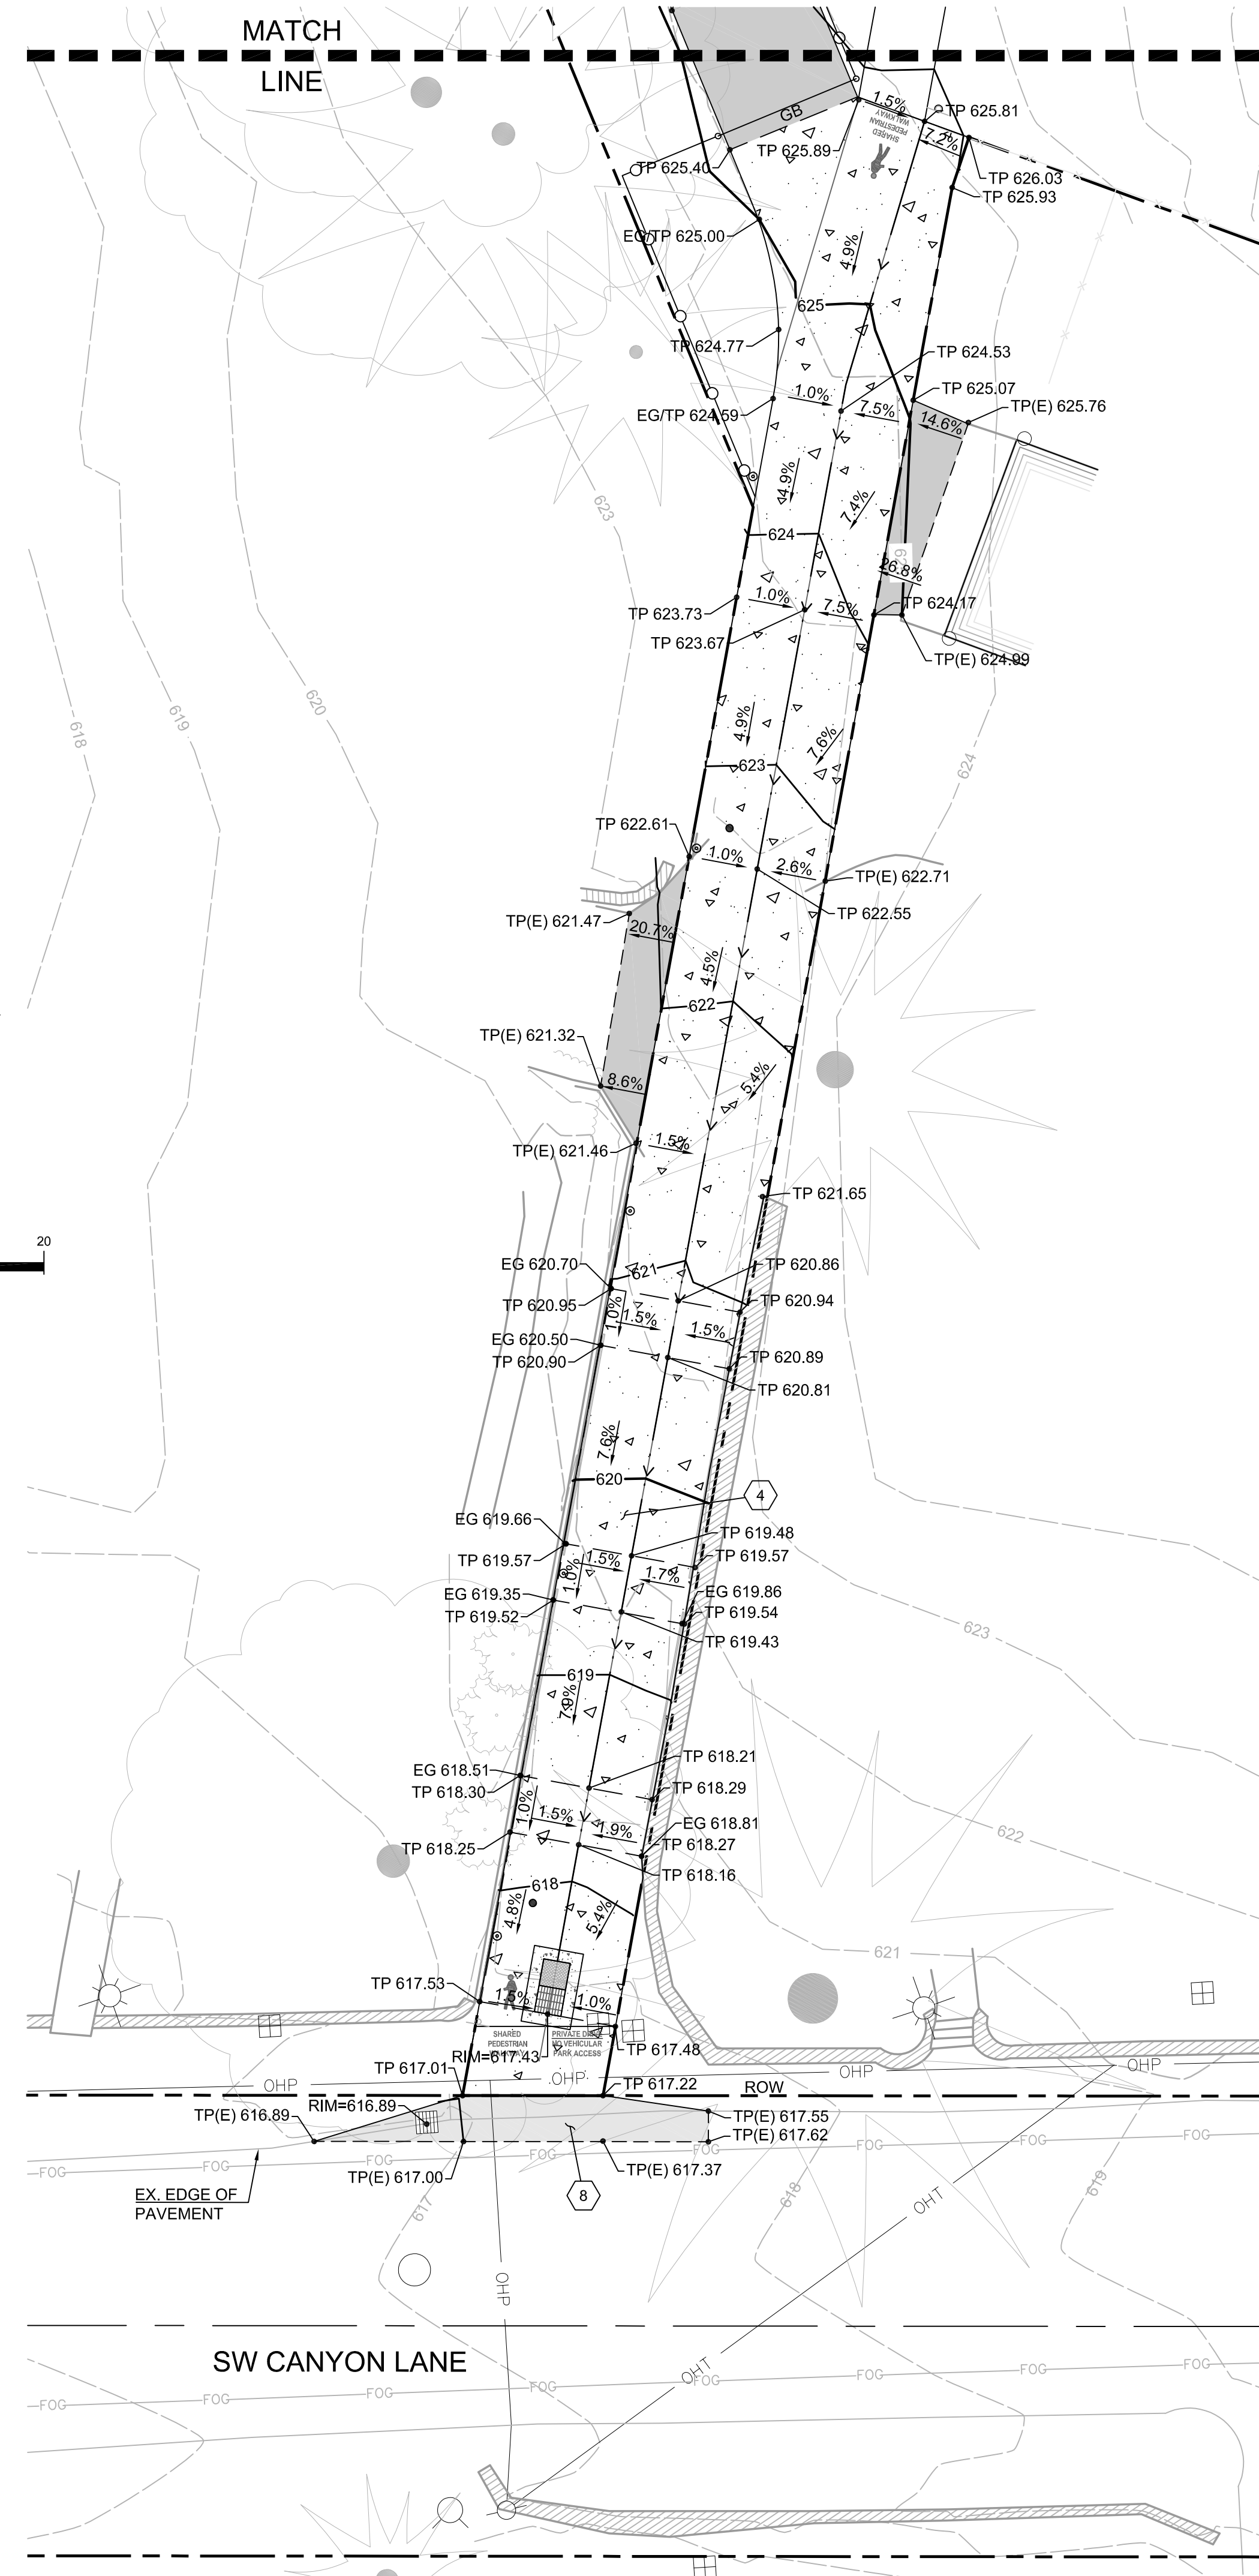 MATCH
LINE
1.5%
TP 625.81
GB
SHARED
PEDESTRIAN
WALKWAY
7.2%
TP 625.89
TP 625.40
TP 626.03
TP 625.93
EG/TP 625.00
4.9%
625
TP 624.77
TP 624.53
1.0%
TP 625.07
7.5%
TP(E) 625.76
EG/TP 624.59
14.6%
4.9%
7.4%
623
624
26.8%
1.0%
7.5%
TP 624.17
TP 623.73
TP 623.67
TP(E) 624.99
618
619
620
4.9%
7.6%
624
623
TP 622.61
1.0%
2.6%
TP(E) 622.71
TP(E) 621.47
TP 622.55
20.7%
4.5%
622
TP(E) 621.32
8.6%
5.4%
TP(E) 621.46
1.5%
TP 621.65
20
EG 620.70
621
TP 620.86
TP 620.95
TP 620.94
1.0%
1.5%
1.5%
EG 620.50
TP 620.90
TP 620.89
TP 620.81
7.6%
620
4
EG 619.66
TP 619.48
TP 619.57
1.5%
TP 619.57
1.0%
1.7%
EG 619.35
EG 619.86
TP 619.52
TP 619.54
TP 619.43
623
619
7.9%
TP 618.21
EG 618.51
TP 618.30
TP 618.29
1.0%
1.5%
EG 618.81
1.9%
TP 618.25
TP 618.27
622
TP 618.16
618
4.8%
5.4%
621
TP 617.53
1.5%
1.0%
SHARED
PEDESTRIAN
PRIVATE DRIVE
NO VEHICULAR
PARK ACCESS
RIM=617.43
TP 617.48
OHP
OHP
OHP
OHP
TP 617.01
TP 617.22
ROW
RIM=616.89
TP(E) 616.89
TP(E) 617.55
TP(E) 617.62
FOG
FOG
FOG
FOG
FOG
FOG
FOG
FOG
TP(E) 617.00
TP(E) 617.37
8
EX. EDGE OF
PAVEMENT
617
618
619
OHT
OHP
SW CANYON LANE
OHT
FOG
FOG
FOG
FOG
FOG
FOG
FOG
FOG